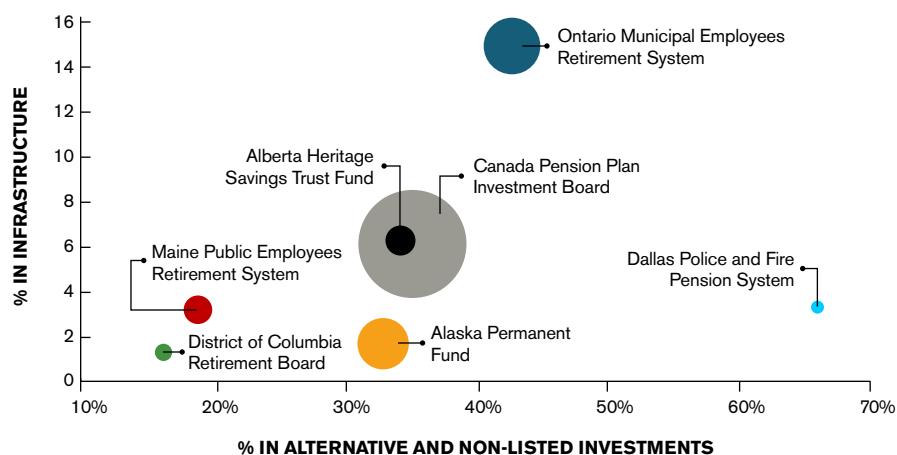 16
14
12
10
8
6
4
2
0
% IN INFRASTRUCTURE
Ontario Municipal Employees
Retirement System
Alberta Heritage
Savings Trust Fund
Canada Pension Plan
Investment Board
Maine Public Employees
Retirement System
Dallas Police and Fire
Pension System
District of Columbia
Retirement Board
Alaska Permanent
Fund
10%
20%
30%
40%
50%
60%
70%
% IN ALTERNATIVE AND NON-LISTED INVESTMENTS